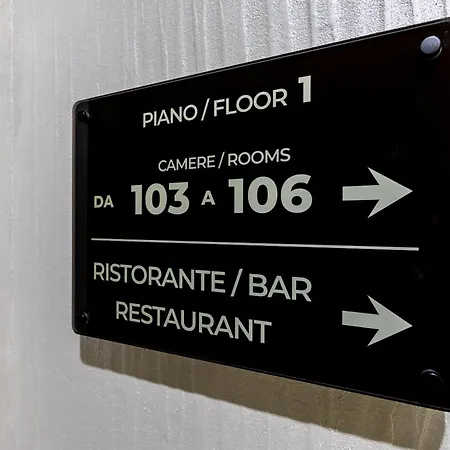 PIANO / FLOOR 1
CAMERE / ROOMS
DA 103 A 106
RISTORANTE / BAR
RESTAURANT